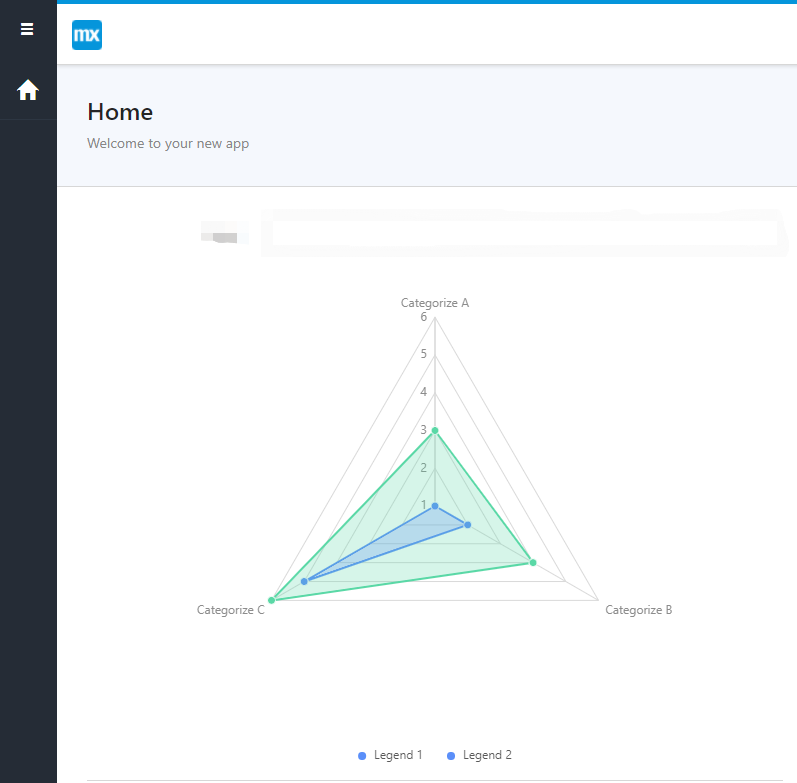 mx
Home
Welcome to your new app
Categorize A
6
5
4
3
2
1
Categorize C
Categorize B
Legend 1
Legend 2